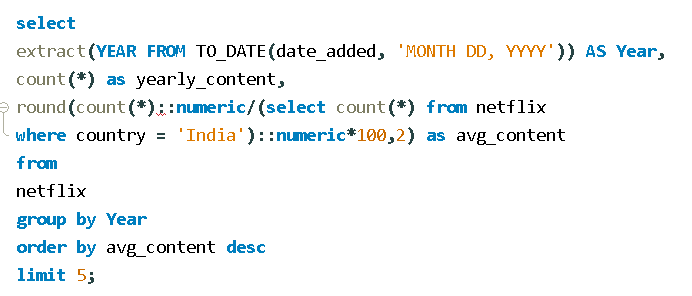 select
extract(YEAR FROM TO_DATE(date_added, 'MONTH DD, YYYY')) AS Year,
count(*) as yearly_content,
round(count(*)::numeric/(select count(*) from netflix
where country = 'India')::numeric*100,2) as avg_content
from
netflix
group by Year
order by avg_content desc
limit 5;